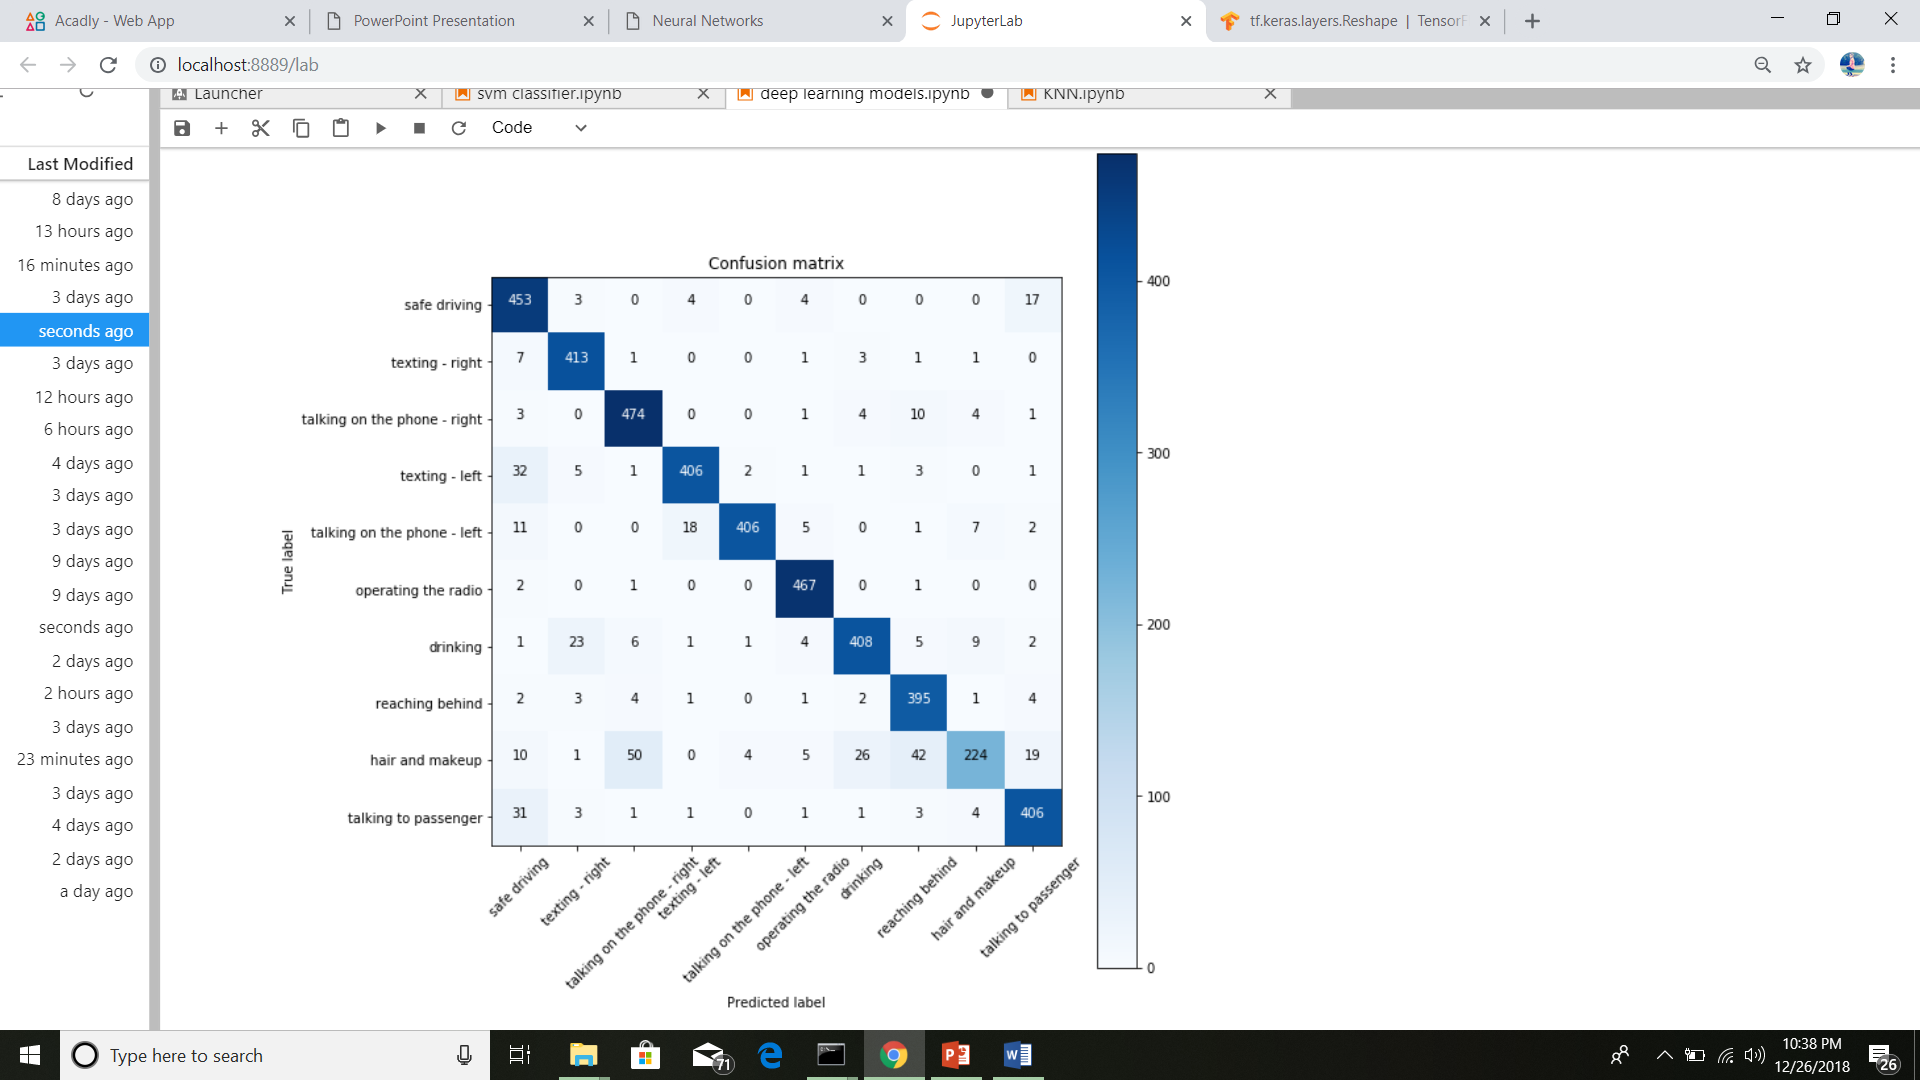 Acadly - Web App
PowerPoint Presentation
Neural Networks
JupyterLab
tf.keras.layers.Reshape | TensorF
localhost:8889/lab
Launcher
svm classifier.ipynb
deep learning models.ipynb
KNN.ipynb
Code
Last Modified
8 days ago
13 hours ago
16 minutes ago
3 days ago
seconds ago
3 days ago
12 hours ago
6 hours ago
4 days ago
3 days ago
3 days ago
9 days ago
9 days ago
seconds ago
2 days ago
2 hours ago
3 days ago
23 minutes ago
3 days ago
4 days ago
2 days ago
a day ago
Confusion matrix
True label
safe driving 453 3 0 4 0 4 0 0 0 17
texting - right 7 413 1 0 0 1 3 1 1 0
talking on the phone - right 3 0 474 0 0 1 4 10 4 1
texting - left 32 5 1 406 2 1 1 3 0 1
talking on the phone - left 11 0 0 18 406 5 0 1 7 2
operating the radio 2 0 1 0 0 467 0 1 0 0
drinking 1 23 6 1 1 4 408 5 9 2
reaching behind 2 3 4 1 0 1 2 395 1 4
hair and makeup 10 1 50 0 4 5 26 42 224 19
talking to passenger 31 3 1 1 0 1 1 3 4 406
safe driving
texting - right
talking on the phone - right
texting - left
talking on the phone - left
operating the radio
drinking
reaching behind
hair and makeup
talking to passenger
Predicted label
400
300
200
100
0
Type here to search
71
10:38 PM
12/26/2018
26